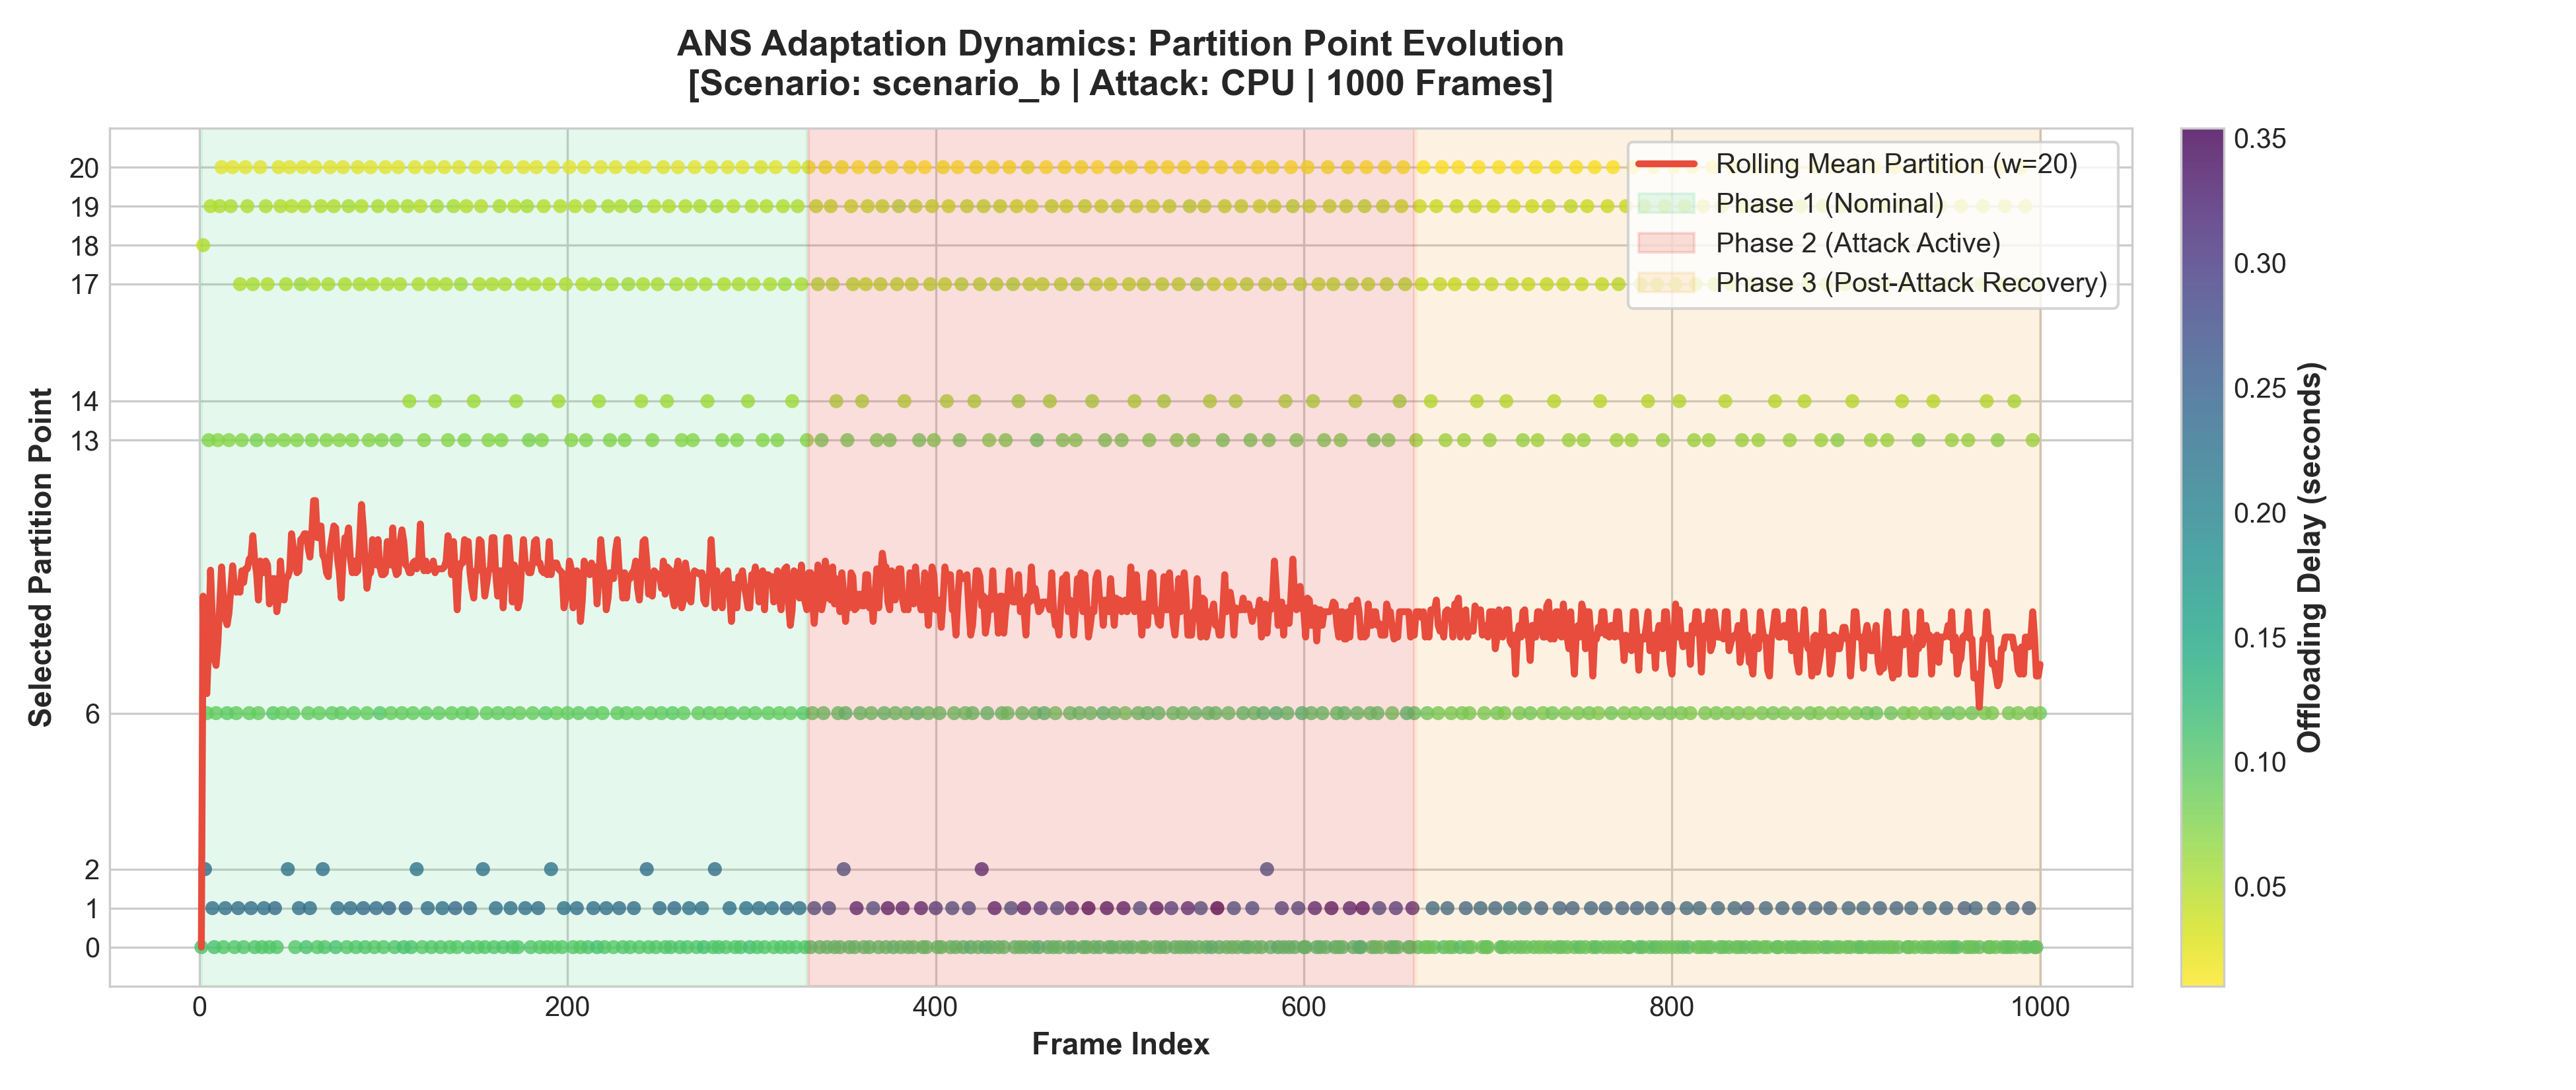 ANS Adaptation Dynamics: Partition Point Evolution
[Scenario: scenario_b | Attack: CPU | 1000 Frames]
Selected Partition Point
20
19
18
17
14
13
6
2
1
0
Rolling Mean Partition (w=20)
Phase 1 (Nominal)
Phase 2 (Attack Active)
Phase 3 (Post-Attack Recovery)
0
200
400
600
800
1000
Frame Index
0.35
0.30
0.25
0.20
0.15
0.10
0.05
Offloading Delay (seconds)